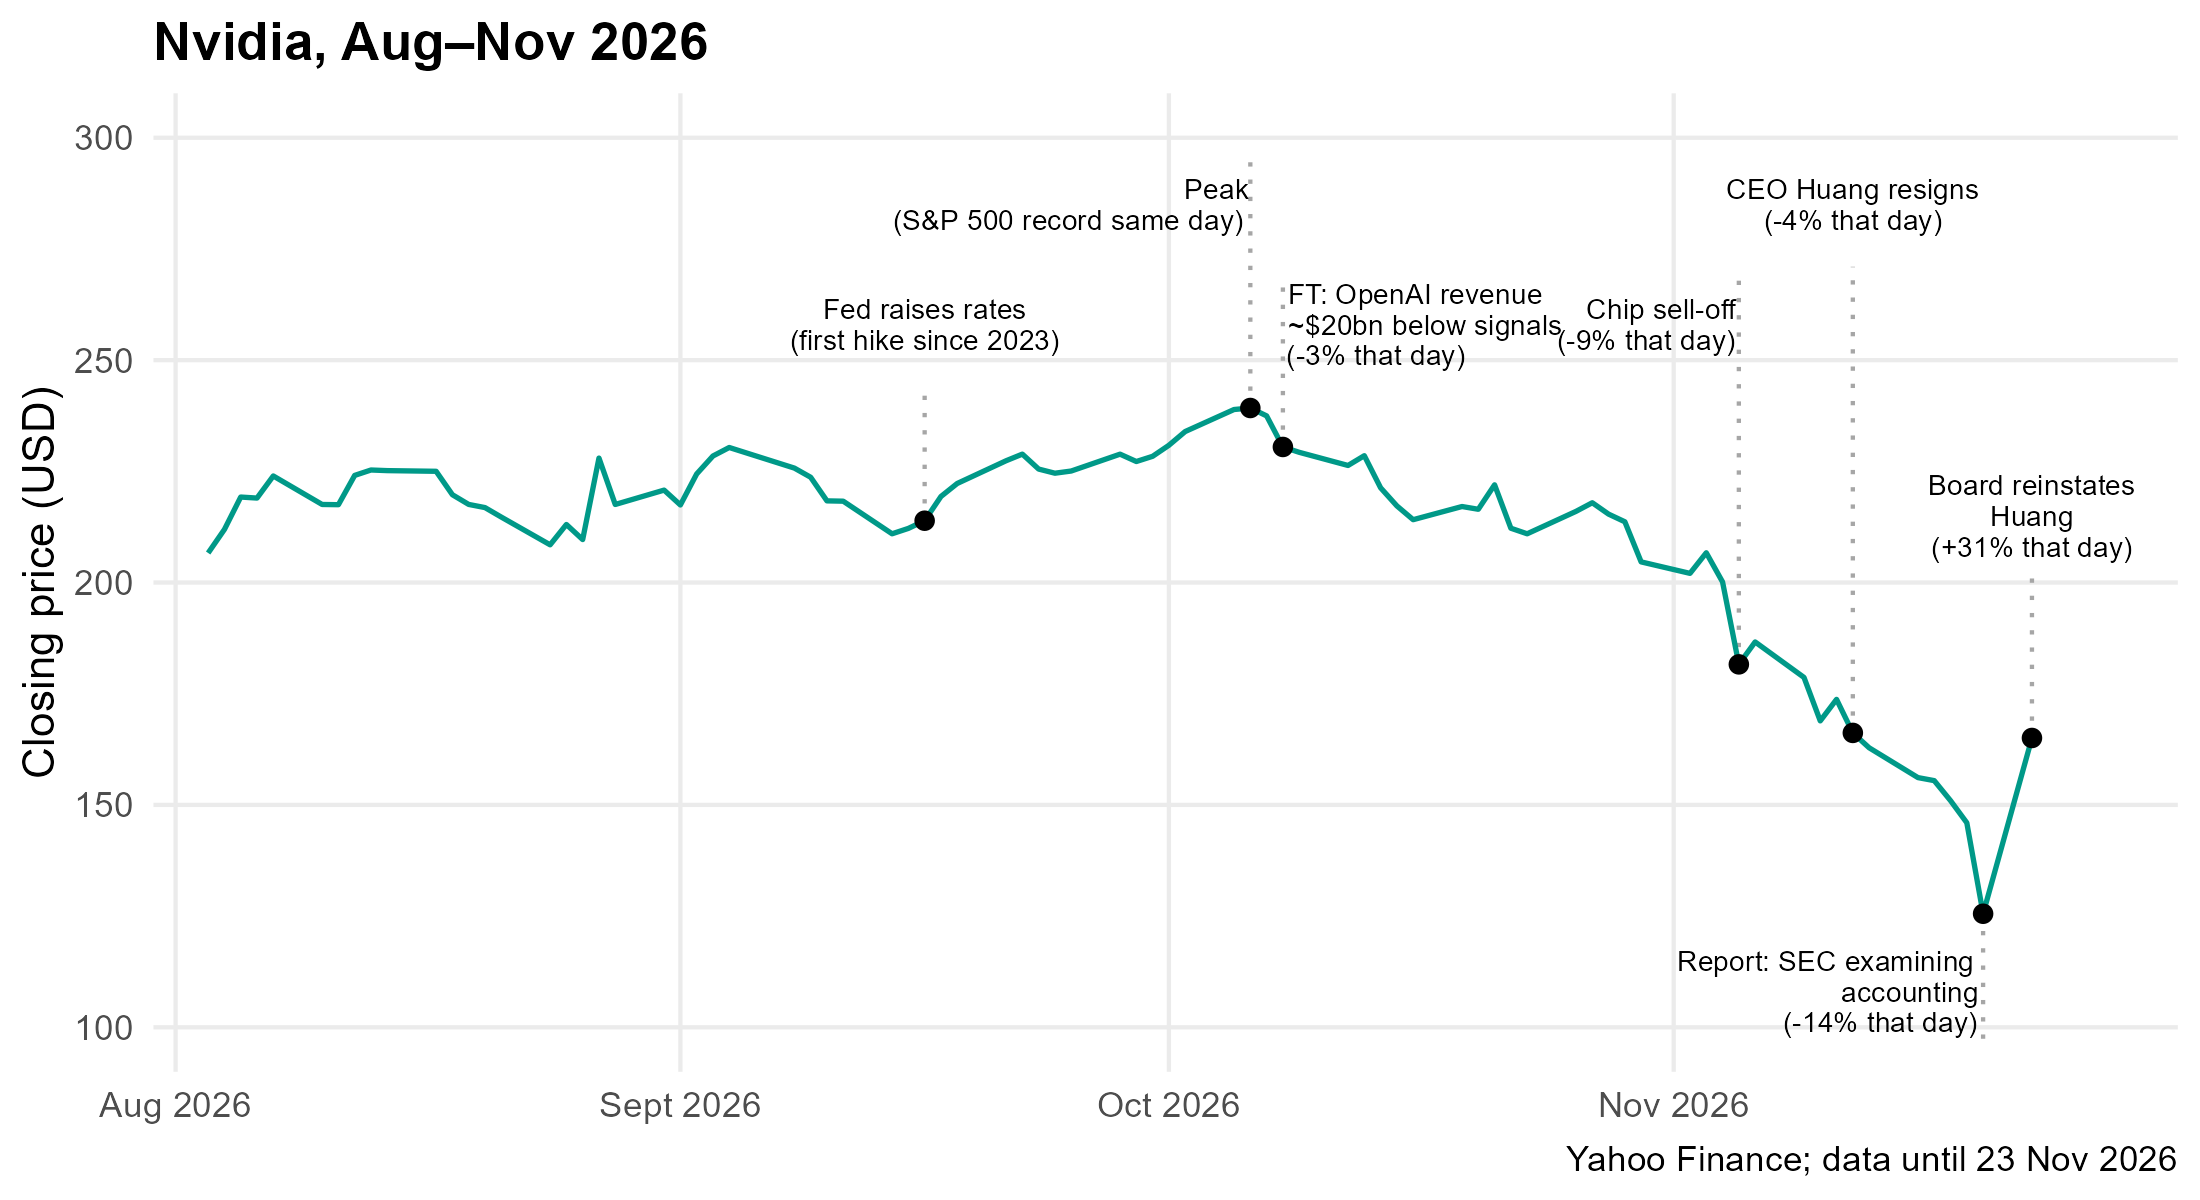 Nvidia, Aug–Nov 2026
Closing price (USD)
300
250
200
150
100
Peak
(S&P 500 record same day)
CEO Huang resigns
(-4% that day)
Fed raises rates
(first hike since 2023)
FT: OpenAI revenue
~$20bn below signals
(-3% that day)
Chip sell-off
(-9% that day)
Board reinstates
Huang
(+31% that day)
Report: SEC examining
accounting
(-14% that day)
Aug 2026
Sept 2026
Oct 2026
Nov 2026
Yahoo Finance; data until 23 Nov 2026